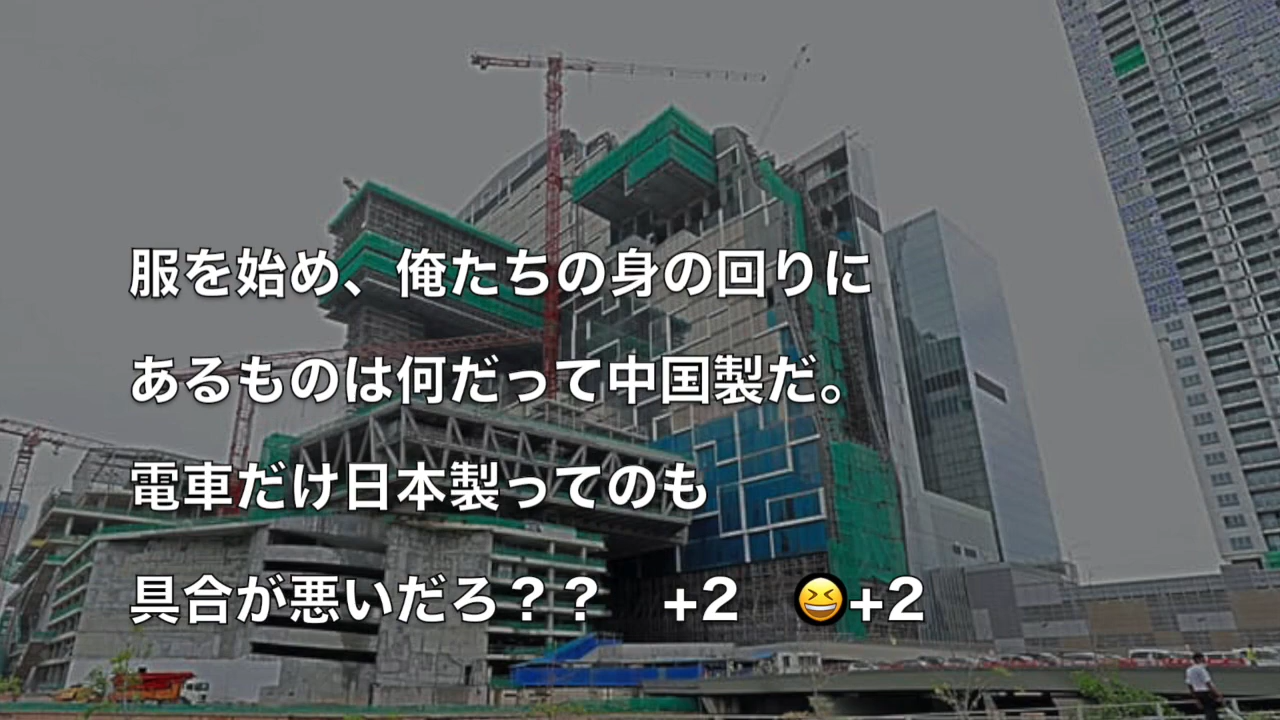 服を始め、俺たちの身の回りに
あるものは何だって中国製だ。
電車だけ日本製ってのも
具合が悪いだろ？？　+2　😆+2